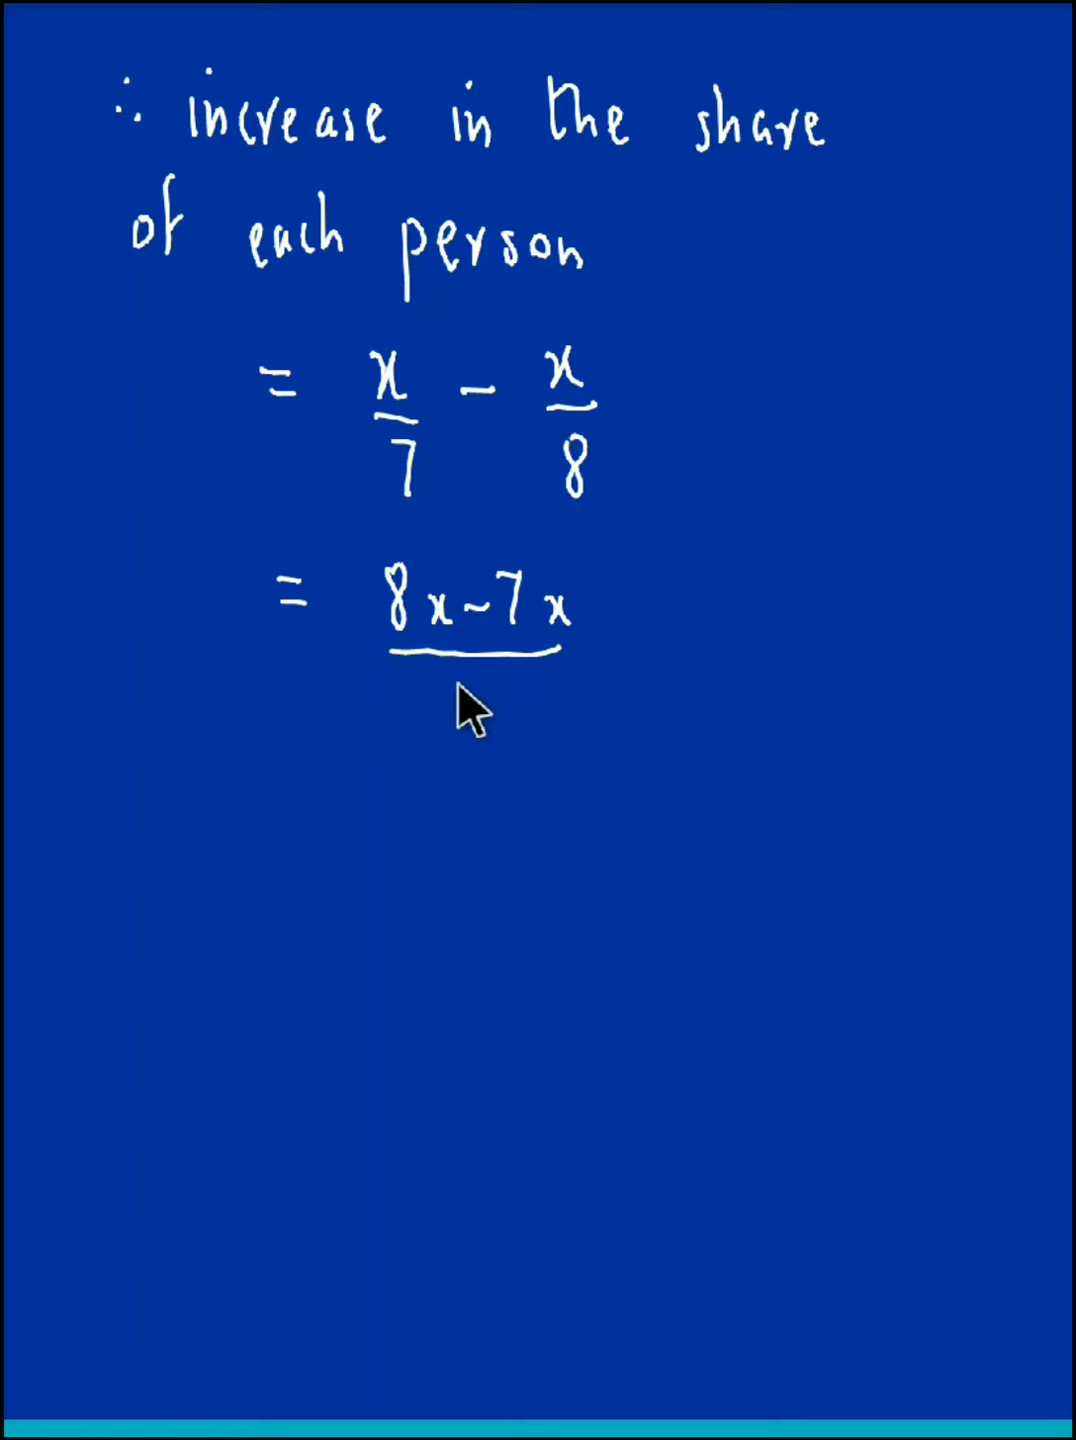 ∴ increase in the share
of each person
= x/7 - x/8
= 8x-7x